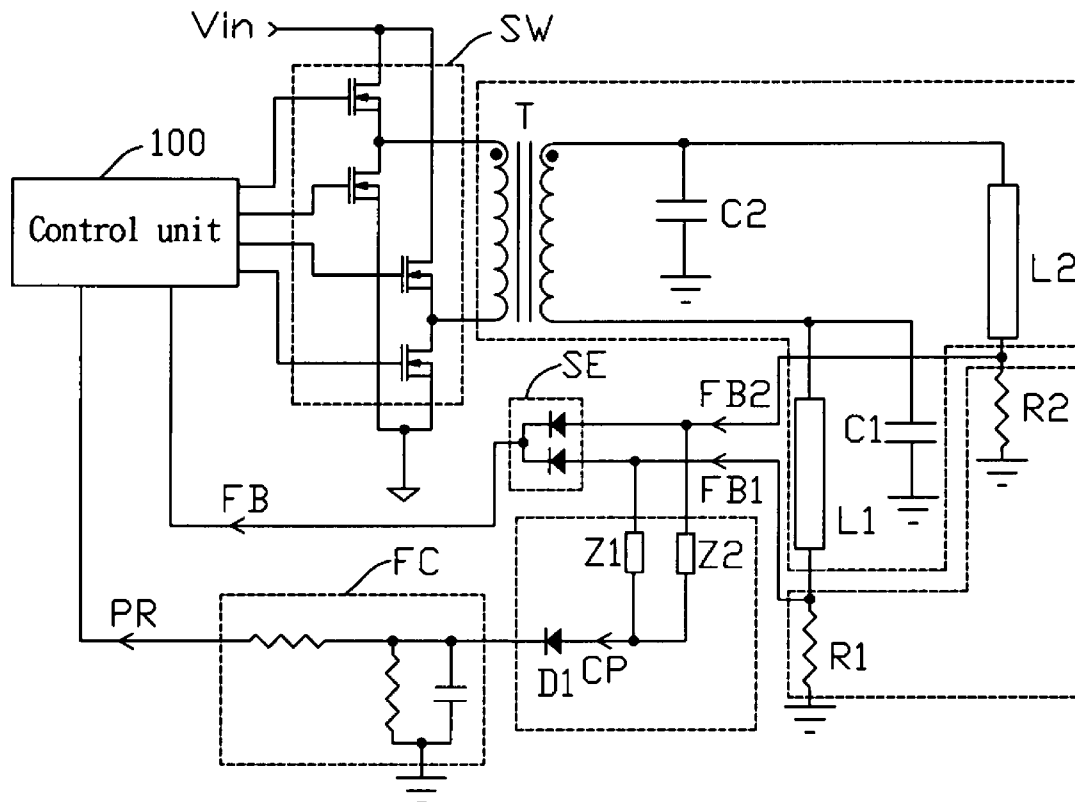 Vin
SW
T
100
Control unit
C2
L2
SE
FB2
R2
C1
FB1
FB
L1
Z1
Z2
FC
PR
D1
CP
R1